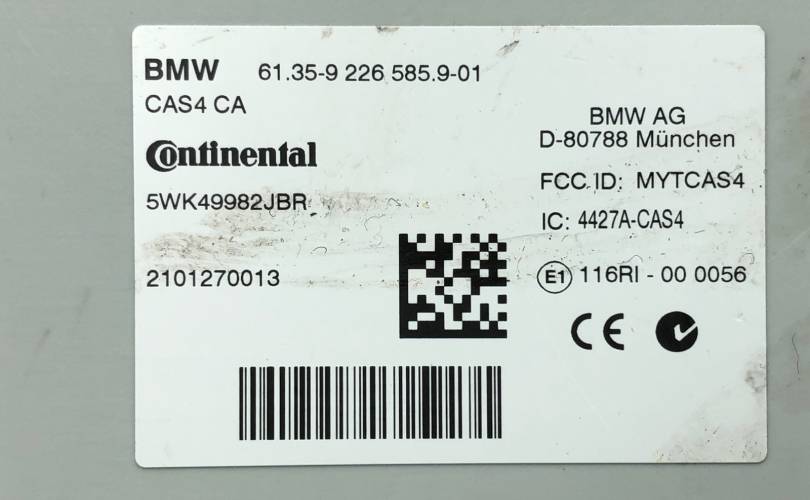 BMW 61.35-9 226 585.9-01
CAS4 CA
Continental
5WK49982JBR
2101270013
BMW AG
D-80788 München
FCC ID: MYTCAS4
IC: 4427A-CAS4
E1 116RI - 00 0056
CE